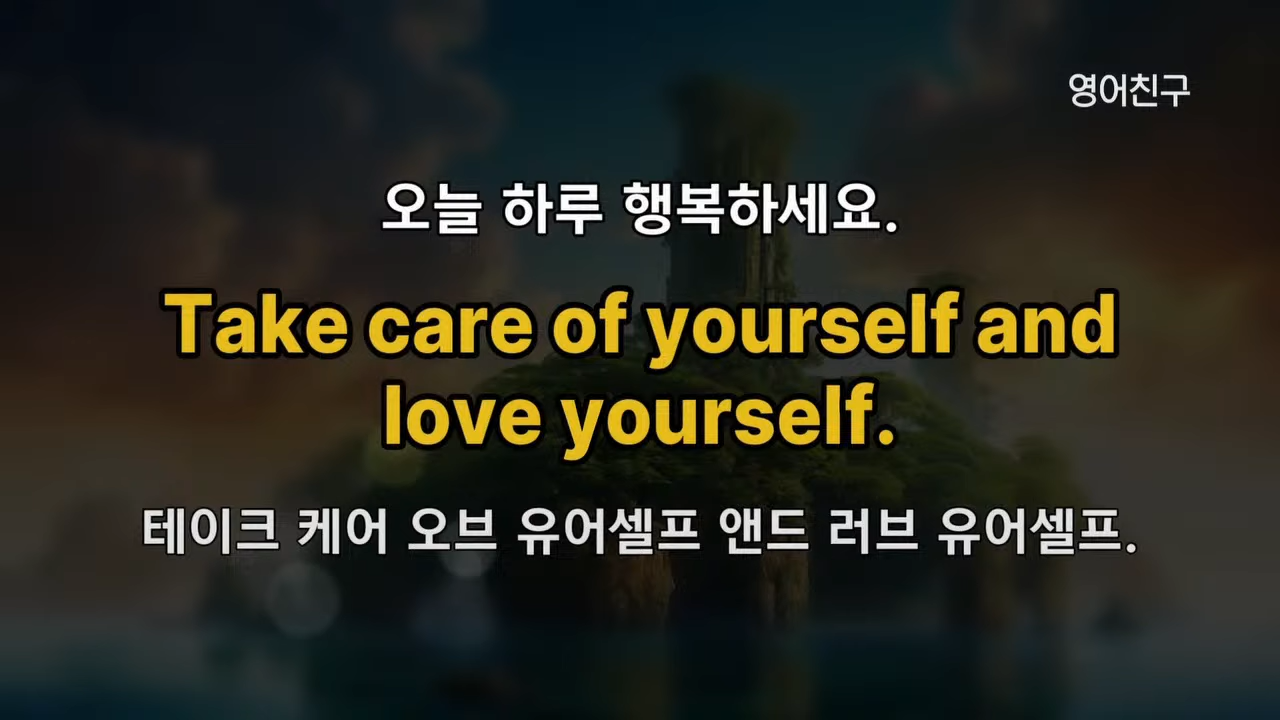 영어친구
오늘 하루 행복하세요.
Take care of yourself and
love yourself.
테이크 케어 오브 유어셀프 앤드 러브 유어셀프.